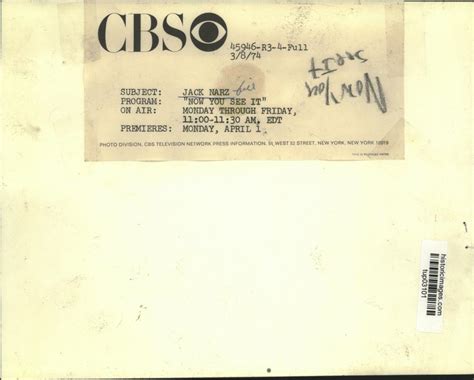 CBS
45946-R3-4-Full
3/8/74
Now You
see It
SUBJECT: JACK NARZ
PROGRAM: "NOW YOU SEE IT"
ON AIR: MONDAY THROUGH FRIDAY,
11:00-11:30 AM, EDT
PREMIERES: MONDAY, APRIL 1
PHOTO DIVISION, CBS TELEVISION NETWORK PRESS INFORMATION, 51 WEST 52 STREET, NEW YORK, NEW YORK 10019
historicimages.com
tup03101